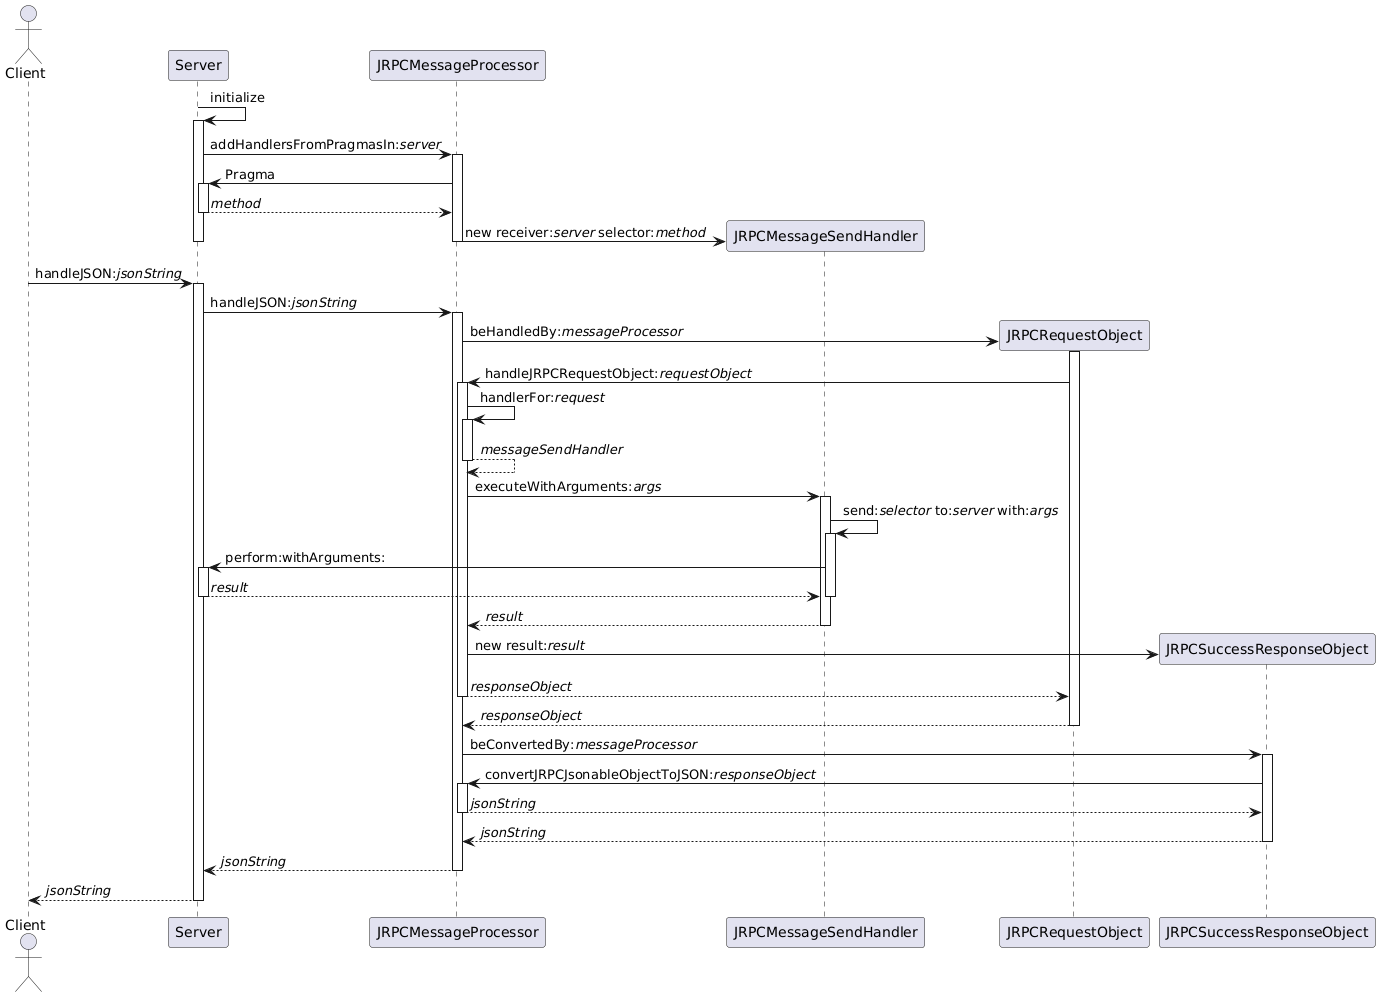 Client
Server
JRPCMessageProcessor
initialize
addHandlersFromPragmasIn:server
Pragma
method
new receiver:server selector:method
JRPCMessageSendHandler
handleJSON:jsonString
handleJSON:jsonString
beHandledBy:messageProcessor
JRPCRequestObject
handleJRPCRequestObject:requestObject
handlerFor:request
messageSendHandler
executeWithArguments:args
send:selector to:server with:args
perform:withArguments:
result
result
new result:result
JRPCSuccessResponseObject
responseObject
responseObject
beConvertedBy:messageProcessor
convertJRPCJsonableObjectToJSON:responseObject
jsonString
jsonString
jsonString
jsonString
Client
Server
JRPCMessageProcessor
JRPCMessageSendHandler
JRPCRequestObject
JRPCSuccessResponseObject